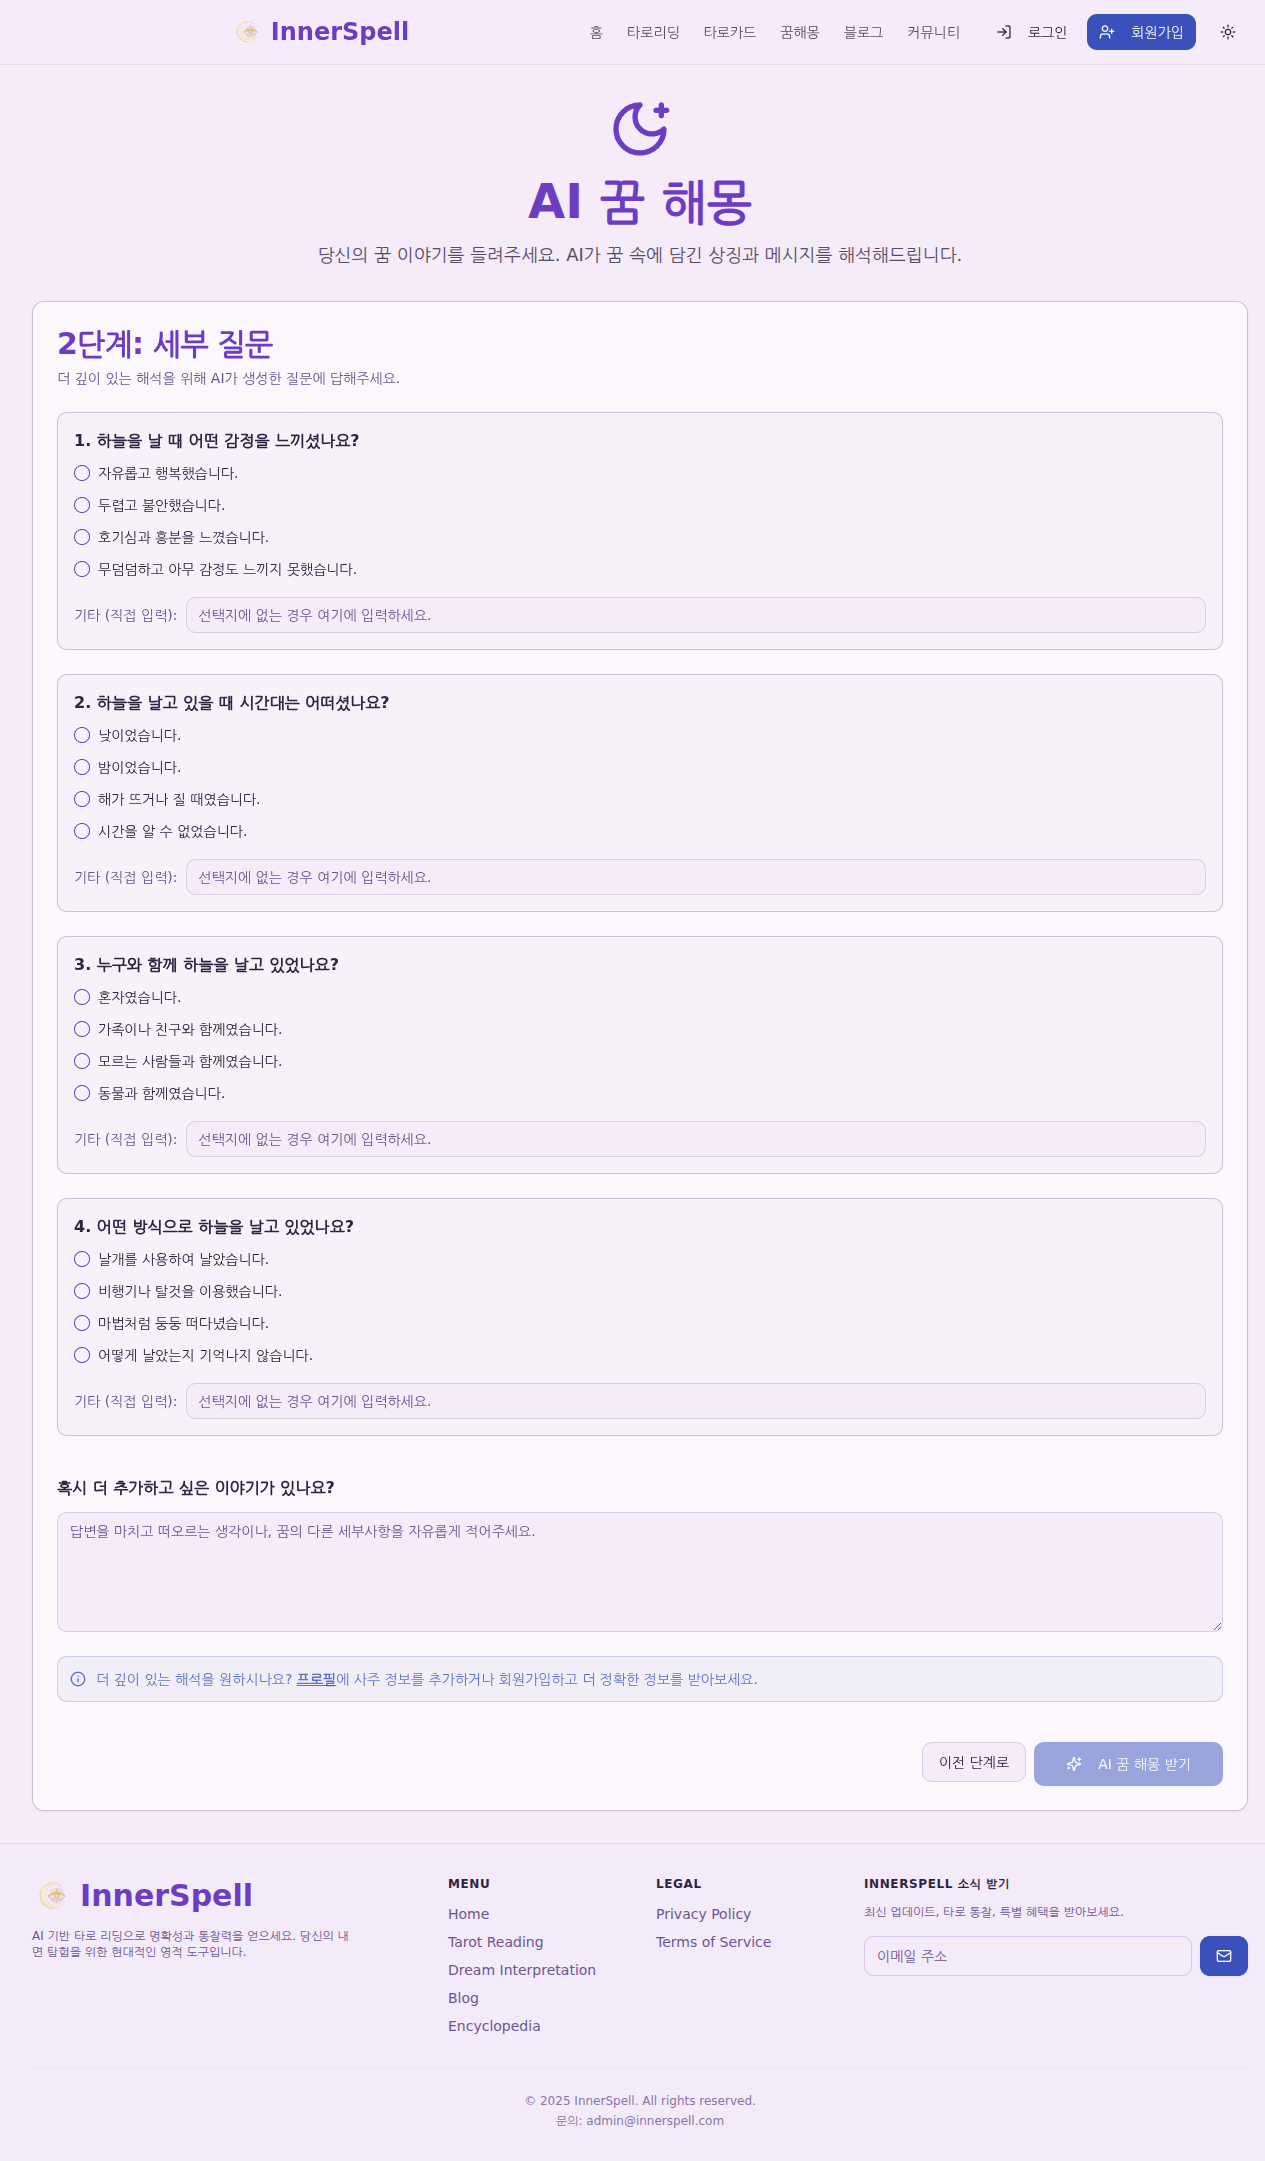 InnerSpell
홈 타로리딩 타로카드 꿈해몽 블로그 커뮤니티 로그인 회원가입
AI 꿈 해몽
당신의 꿈 이야기를 들려주세요. AI가 꿈 속에 담긴 상징과 메시지를 해석해드립니다.
2단계: 세부 질문
더 깊이 있는 해석을 위해 AI가 생성한 질문에 답해주세요.
1. 하늘을 날 때 어떤 감정을 느끼셨나요?
자유롭고 행복했습니다.
두렵고 불안했습니다.
호기심과 흥분을 느꼈습니다.
무덤덤하고 아무 감정도 느끼지 못했습니다.
기타 (직접 입력): 선택지에 없는 경우 여기에 입력하세요.
2. 하늘을 날고 있을 때 시간대는 어떠셨나요?
낮이었습니다.
밤이었습니다.
해가 뜨거나 질 때였습니다.
시간을 알 수 없었습니다.
기타 (직접 입력): 선택지에 없는 경우 여기에 입력하세요.
3. 누구와 함께 하늘을 날고 있었나요?
혼자였습니다.
가족이나 친구와 함께였습니다.
모르는 사람들과 함께였습니다.
동물과 함께였습니다.
기타 (직접 입력): 선택지에 없는 경우 여기에 입력하세요.
4. 어떤 방식으로 하늘을 날고 있었나요?
날개를 사용하여 날았습니다.
비행기나 탈것을 이용했습니다.
마법처럼 둥둥 떠다녔습니다.
어떻게 날았는지 기억나지 않습니다.
기타 (직접 입력): 선택지에 없는 경우 여기에 입력하세요.
혹시 더 추가하고 싶은 이야기가 있나요?
답변을 마치고 떠오르는 생각이나, 꿈의 다른 세부사항을 자유롭게 적어주세요.
더 깊이 있는 해석을 원하시나요? 프로필에 사주 정보를 추가하거나 회원가입하고 더 정확한 정보를 받아보세요.
이전 단계로 AI 꿈 해몽 받기
InnerSpell
AI 기반 타로 리딩으로 명확성과 통찰력을 얻으세요. 당신의 내
면 탐험을 위한 현대적인 영적 도구입니다.
MENU
Home
Tarot Reading
Dream Interpretation
Blog
Encyclopedia
LEGAL
Privacy Policy
Terms of Service
INNERSPELL 소식 받기
최신 업데이트, 타로 통찰, 특별 혜택을 받아보세요.
이메일 주소
© 2025 InnerSpell. All rights reserved.
문의: admin@innerspell.com